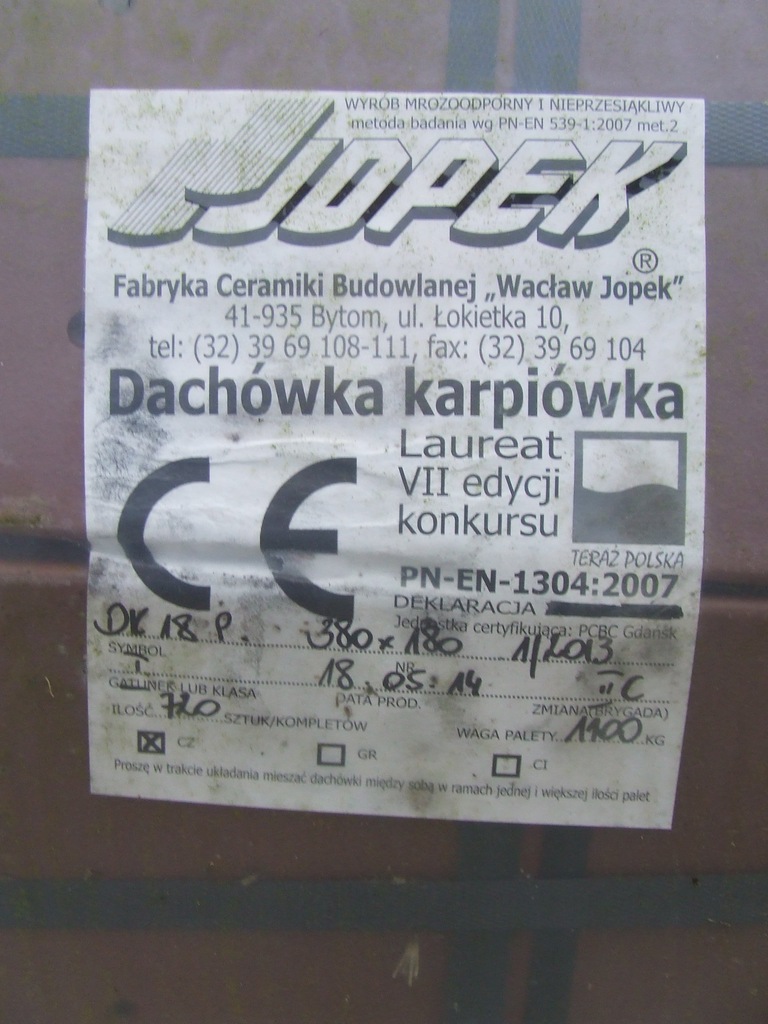 WYRÓB MROZOODPORNY I NIEPRZESIĄKLIWY
metoda badania wg PN-EN 539-1:2007 met.2
JOPEK
®
Fabryka Ceramiki Budowlanej „Wacław Jopek"
41-935 Bytom, ul. Łokietka 10,
tel: (32) 39 69 108-111, fax: (32) 39 69 104
Dachówka karpiówka
CE
Laureat
VII edycji
konkursu
TERAZ POLSKA
PN-EN-1304:2007
DEKLARACJA
Jednostka certyfikująca: PCBC Gdańsk
DK 18 P. 380 x 180 1/2013
SYMBOL NR
I 18.05.14 II C
GATUNEK LUB KLASA DATA PROD. ZMIANA(BRYGADA)
ILOŚĆ 720 SZTUK/KOMPLETÓW WAGA PALETY 1100 KG
☒ CZ ☐ GR ☐ CI
Proszę w trakcie układania mieszać dachówki między sobą w ramach jednej i większej ilości palet